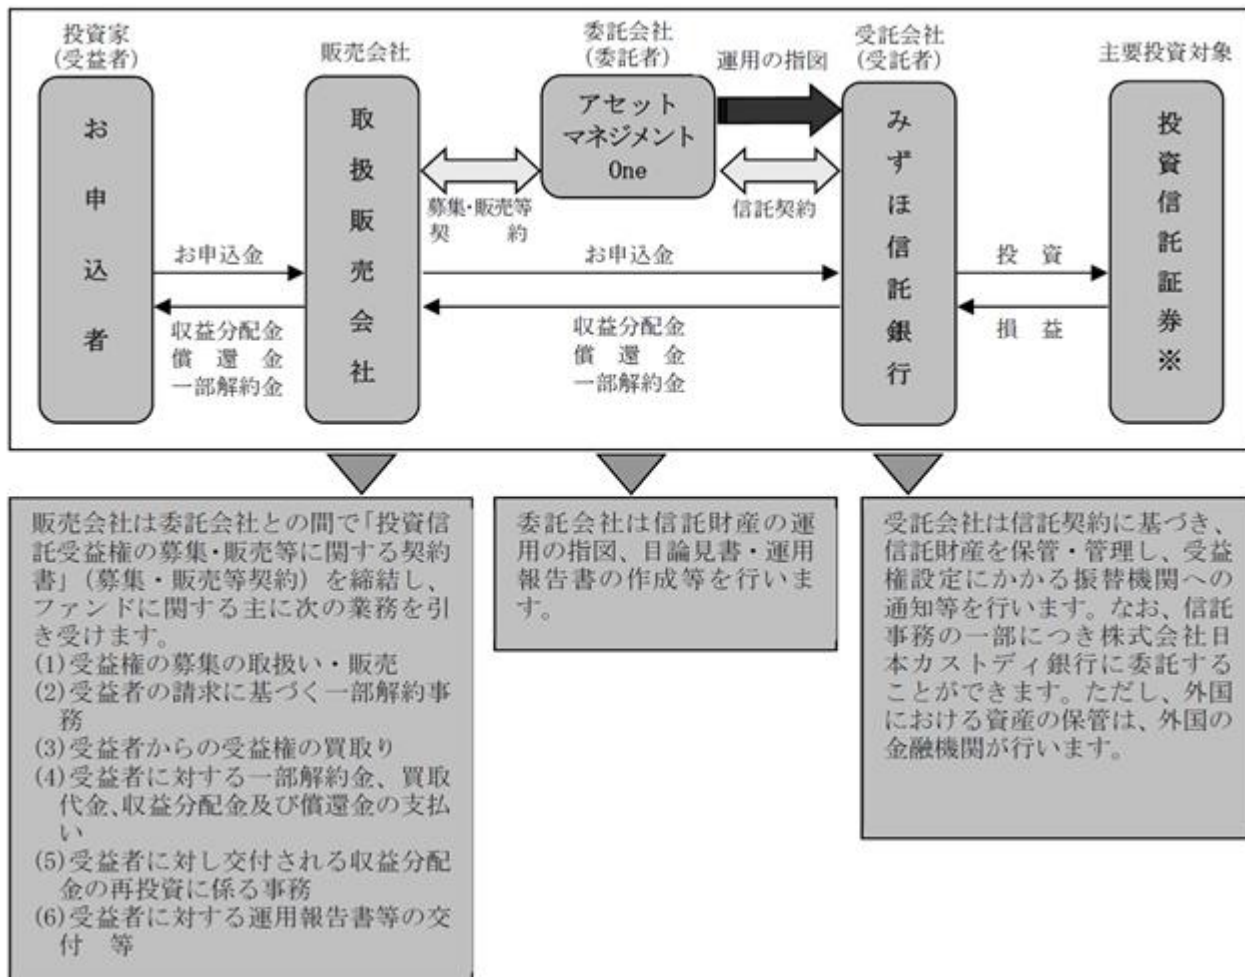 投資家
(受益者)
販売会社
委託会社
(委託者)
運用の指図
受託会社
(受託者)
主要投資対象
お申込者
取扱販売会社
アセット
マネジメント
One
みずほ信託銀行
投資信託証券※
募集・販売等
契　約
信託契約
お申込金
お申込金
投　資
収益分配金
償　還　金
一部解約金
収益分配金
償　還　金
一部解約金
損　益
販売会社は委託会社との間で「投資信
託受益権の募集・販売等に関する契約
書」（募集・販売等契約）を締結し、
ファンドに関する主に次の業務を引
き受けます。
(1)受益権の募集の取扱い・販売
(2)受益者の請求に基づく一部解約事
務
(3)受益者からの受益権の買取り
(4)受益者に対する一部解約金、買取
代金、収益分配金及び償還金の支払
い
(5)受益者に対し交付される収益分配
金の再投資に係る事務
(6)受益者に対する運用報告書等の交
付　等
委託会社は信託財産の運
用の指図、目論見書・運用
報告書の作成等を行いま
す。
受託会社は信託契約に基づき、
信託財産を保管・管理し、受益
権設定にかかる振替機関への
通知等を行います。なお、信託
事務の一部につき株式会社日
本カストディ銀行に委託する
ことができます。ただし、外国
における資産の保管は、外国の
金融機関が行います。